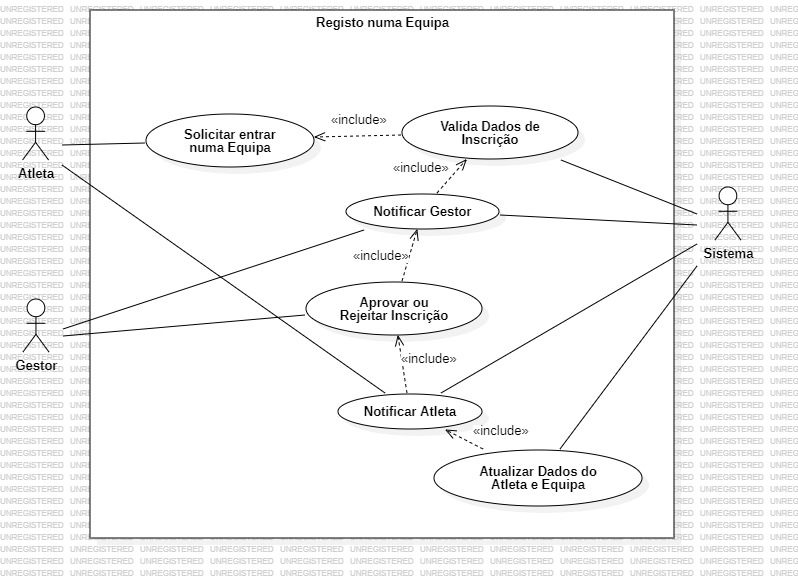 Registo numa Equipa
«include»
Solicitar entrar
numa Equipa
Valida Dados de
Inscrição
Atleta
«include»
Notificar Gestor
Sistema
«include»
Aprovar ou
Rejeitar Inscrição
Gestor
«include»
Notificar Atleta
«include»
Atualizar Dados do
Atleta e Equipa
UNREGISTERED